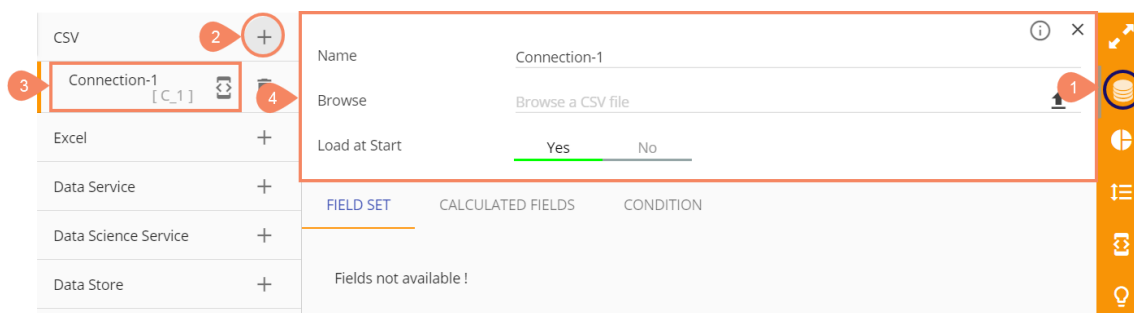 CSV
2
3
Connection-1
[ C_1 ]
Excel
Data Service
Data Science Service
Data Store
4
Name
Connection-1
Browse
Browse a CSV file
Load at Start
Yes
No
1
FIELD SET
CALCULATED FIELDS
CONDITION
Fields not available !